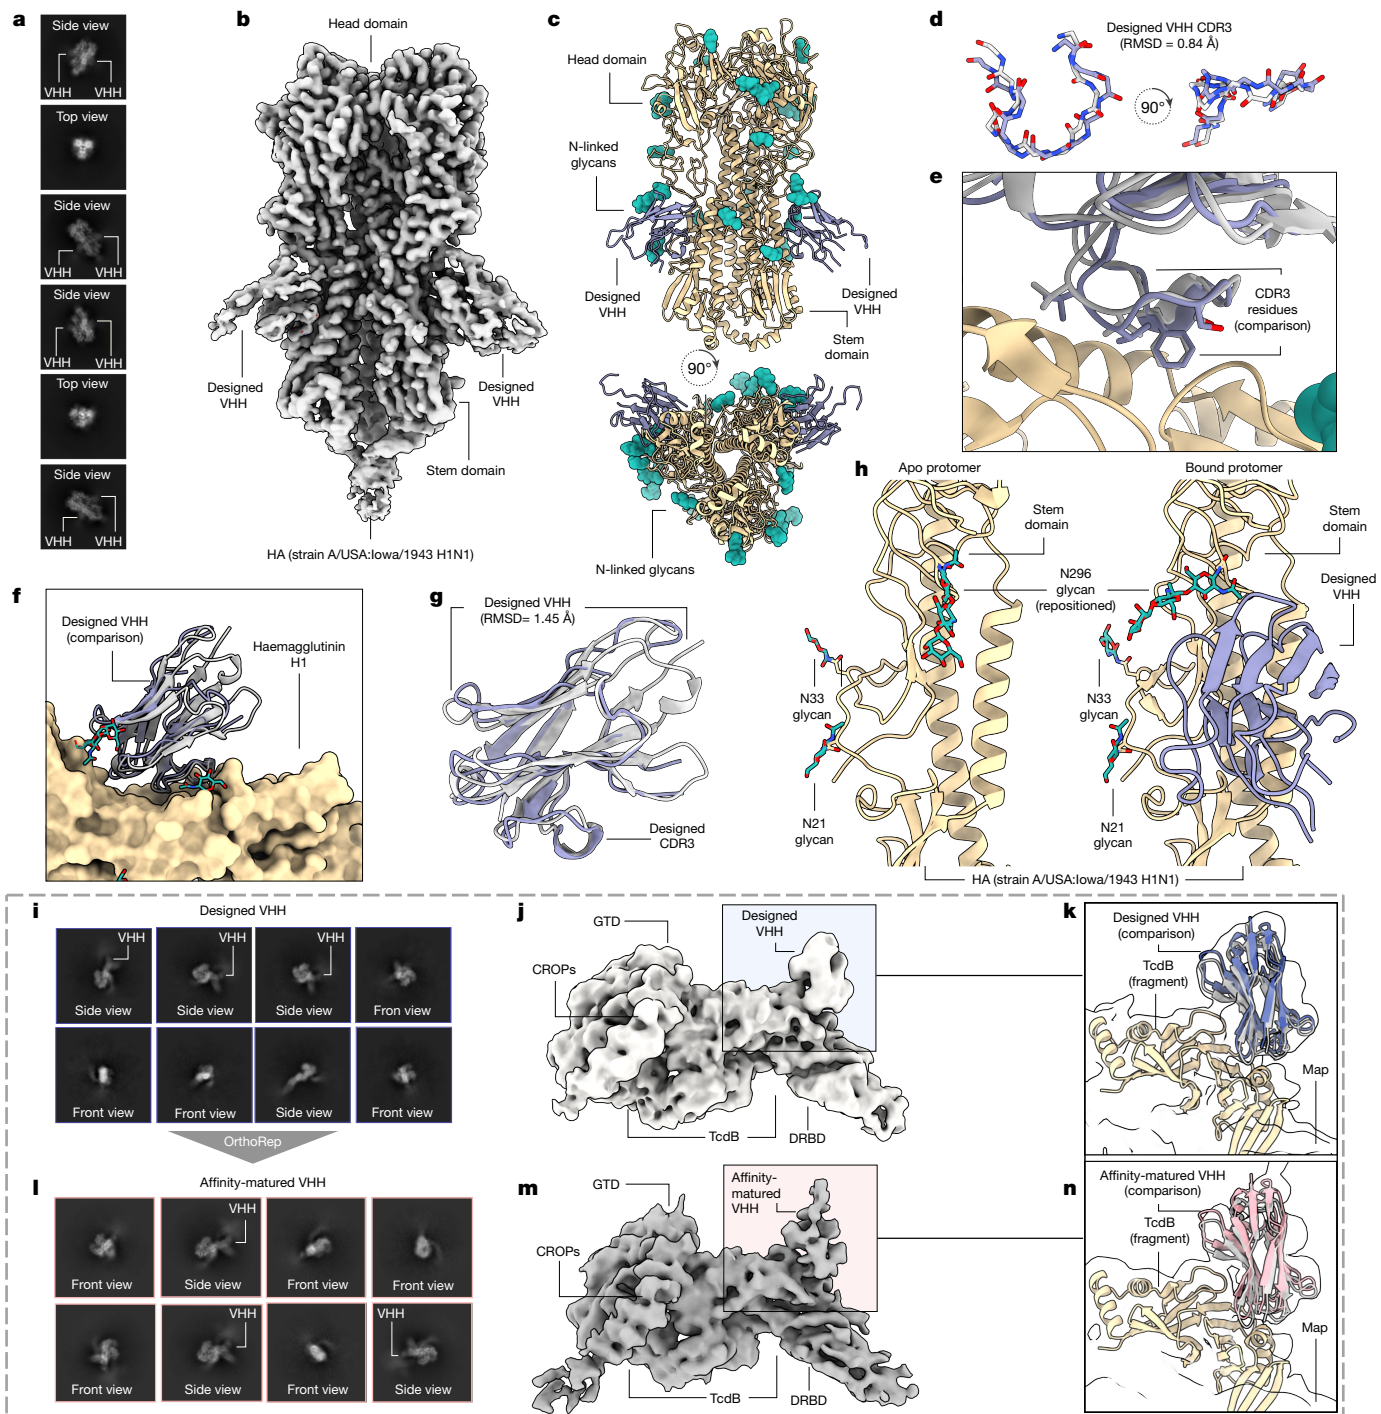 a
Side view
VHH VHH
Top view
Side view
VHH VHH
Side view
VHH VHH
Top view
Side view
VHH VHH
b
Head domain
Designed
VHH
Designed
VHH
Stem domain
HA (strain A/USA:Iowa/1943 H1N1)
c
Head domain
N-linked
glycans
Designed
VHH
Designed
VHH
Stem
domain
90°
N-linked glycans
d
Designed VHH CDR3
(RMSD = 0.84 Å)
90°
e
CDR3
residues
(comparison)
f
Designed VHH
(comparison)
Haemagglutinin
H1
g
Designed VHH
(RMSD= 1.45 Å)
Designed
CDR3
h
Apo protomer
Bound protomer
Stem
domain
Stem
domain
N296
glycan
(repositioned)
Designed
VHH
N33
glycan
N33
glycan
N21
glycan
N21
glycan
HA (strain A/USA:Iowa/1943 H1N1)
i
Designed VHH
VHH
Side view
VHH
Side view
VHH
Side view
Fron view
Front view
Front view
Side view
Front view
OrthoRep
j
GTD
Designed
VHH
CROPs
TcdB
DRBD
k
Designed VHH
(comparison)
TcdB
(fragment)
Map
l
Affinity-matured VHH
Front view
VHH
Side view
Front view
Front view
Front view
VHH
Side view
Front view
VHH
Side view
m
GTD
Affinity-
matured
VHH
CROPs
TcdB
DRBD
n
Affinity-matured VHH
(comparison)
TcdB
(fragment)
Map